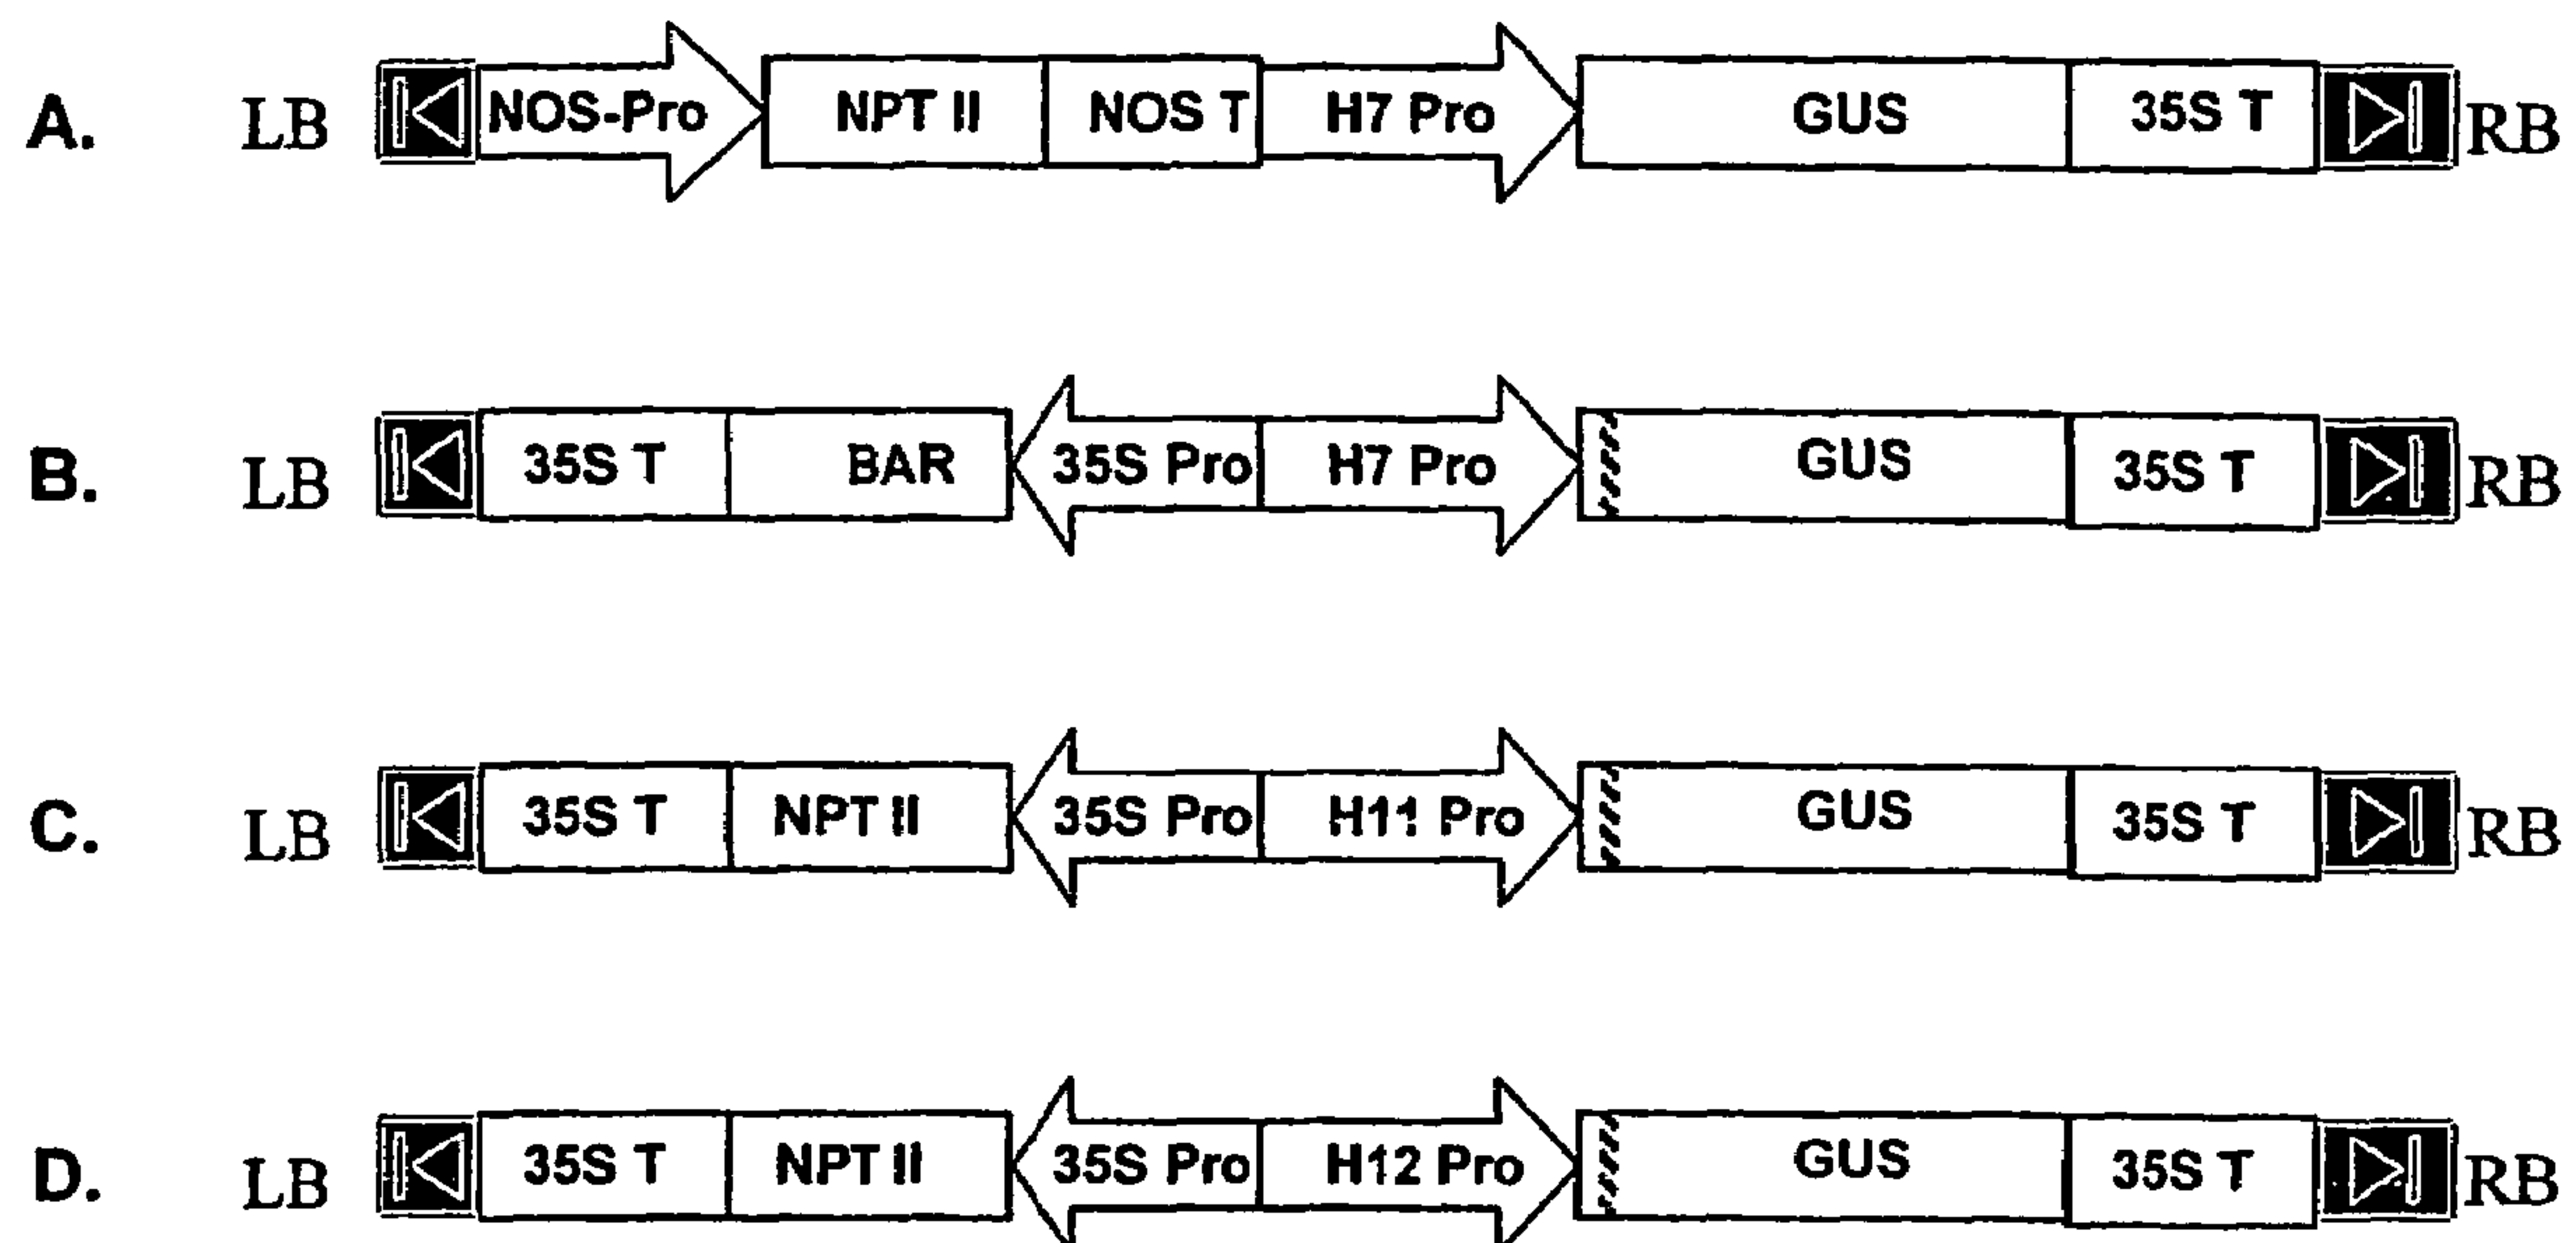 A. LB NOS-Pro NPT II NOS T H7 Pro GUS 35S T RB
B. LB 35S T BAR 35S Pro H7 Pro GUS 35S T RB
C. LB 35S T NPT II 35S Pro H11 Pro GUS 35S T RB
D. LB 35S T NPT II 35S Pro H12 Pro GUS 35S T RB